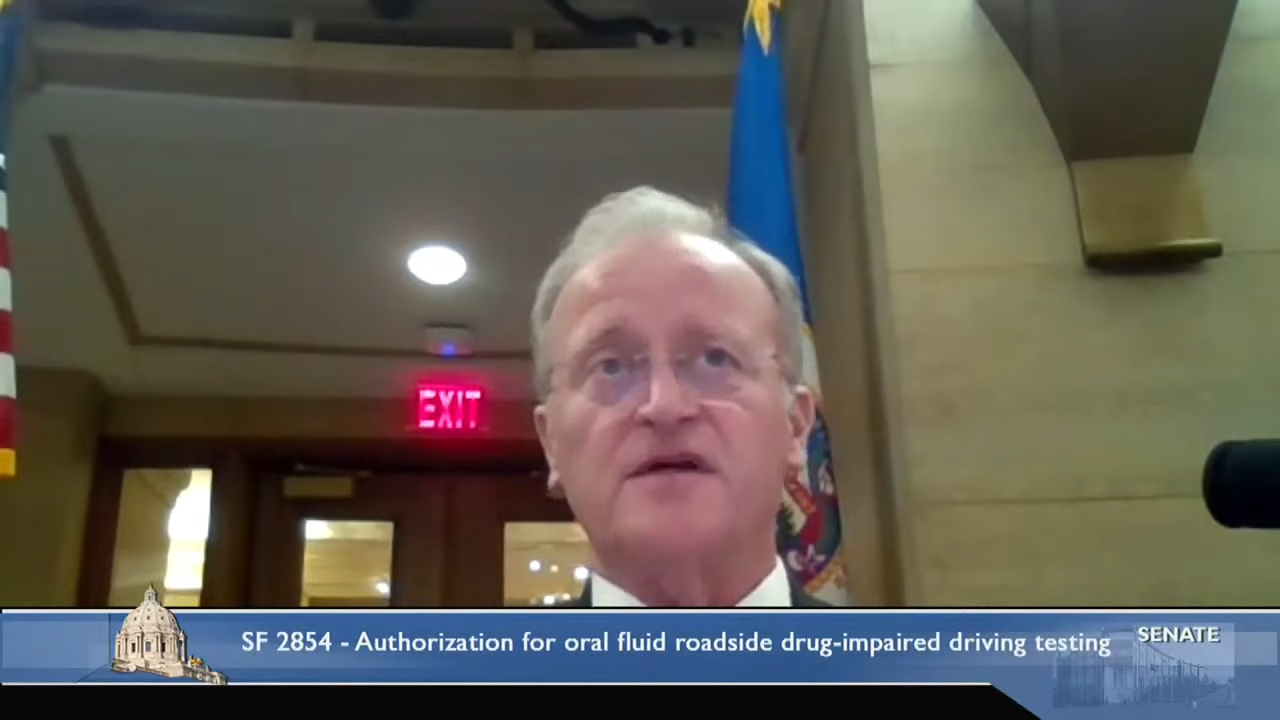 EXIT
SF 2854 - Authorization for oral fluid roadside drug-impaired driving testing
SENATE